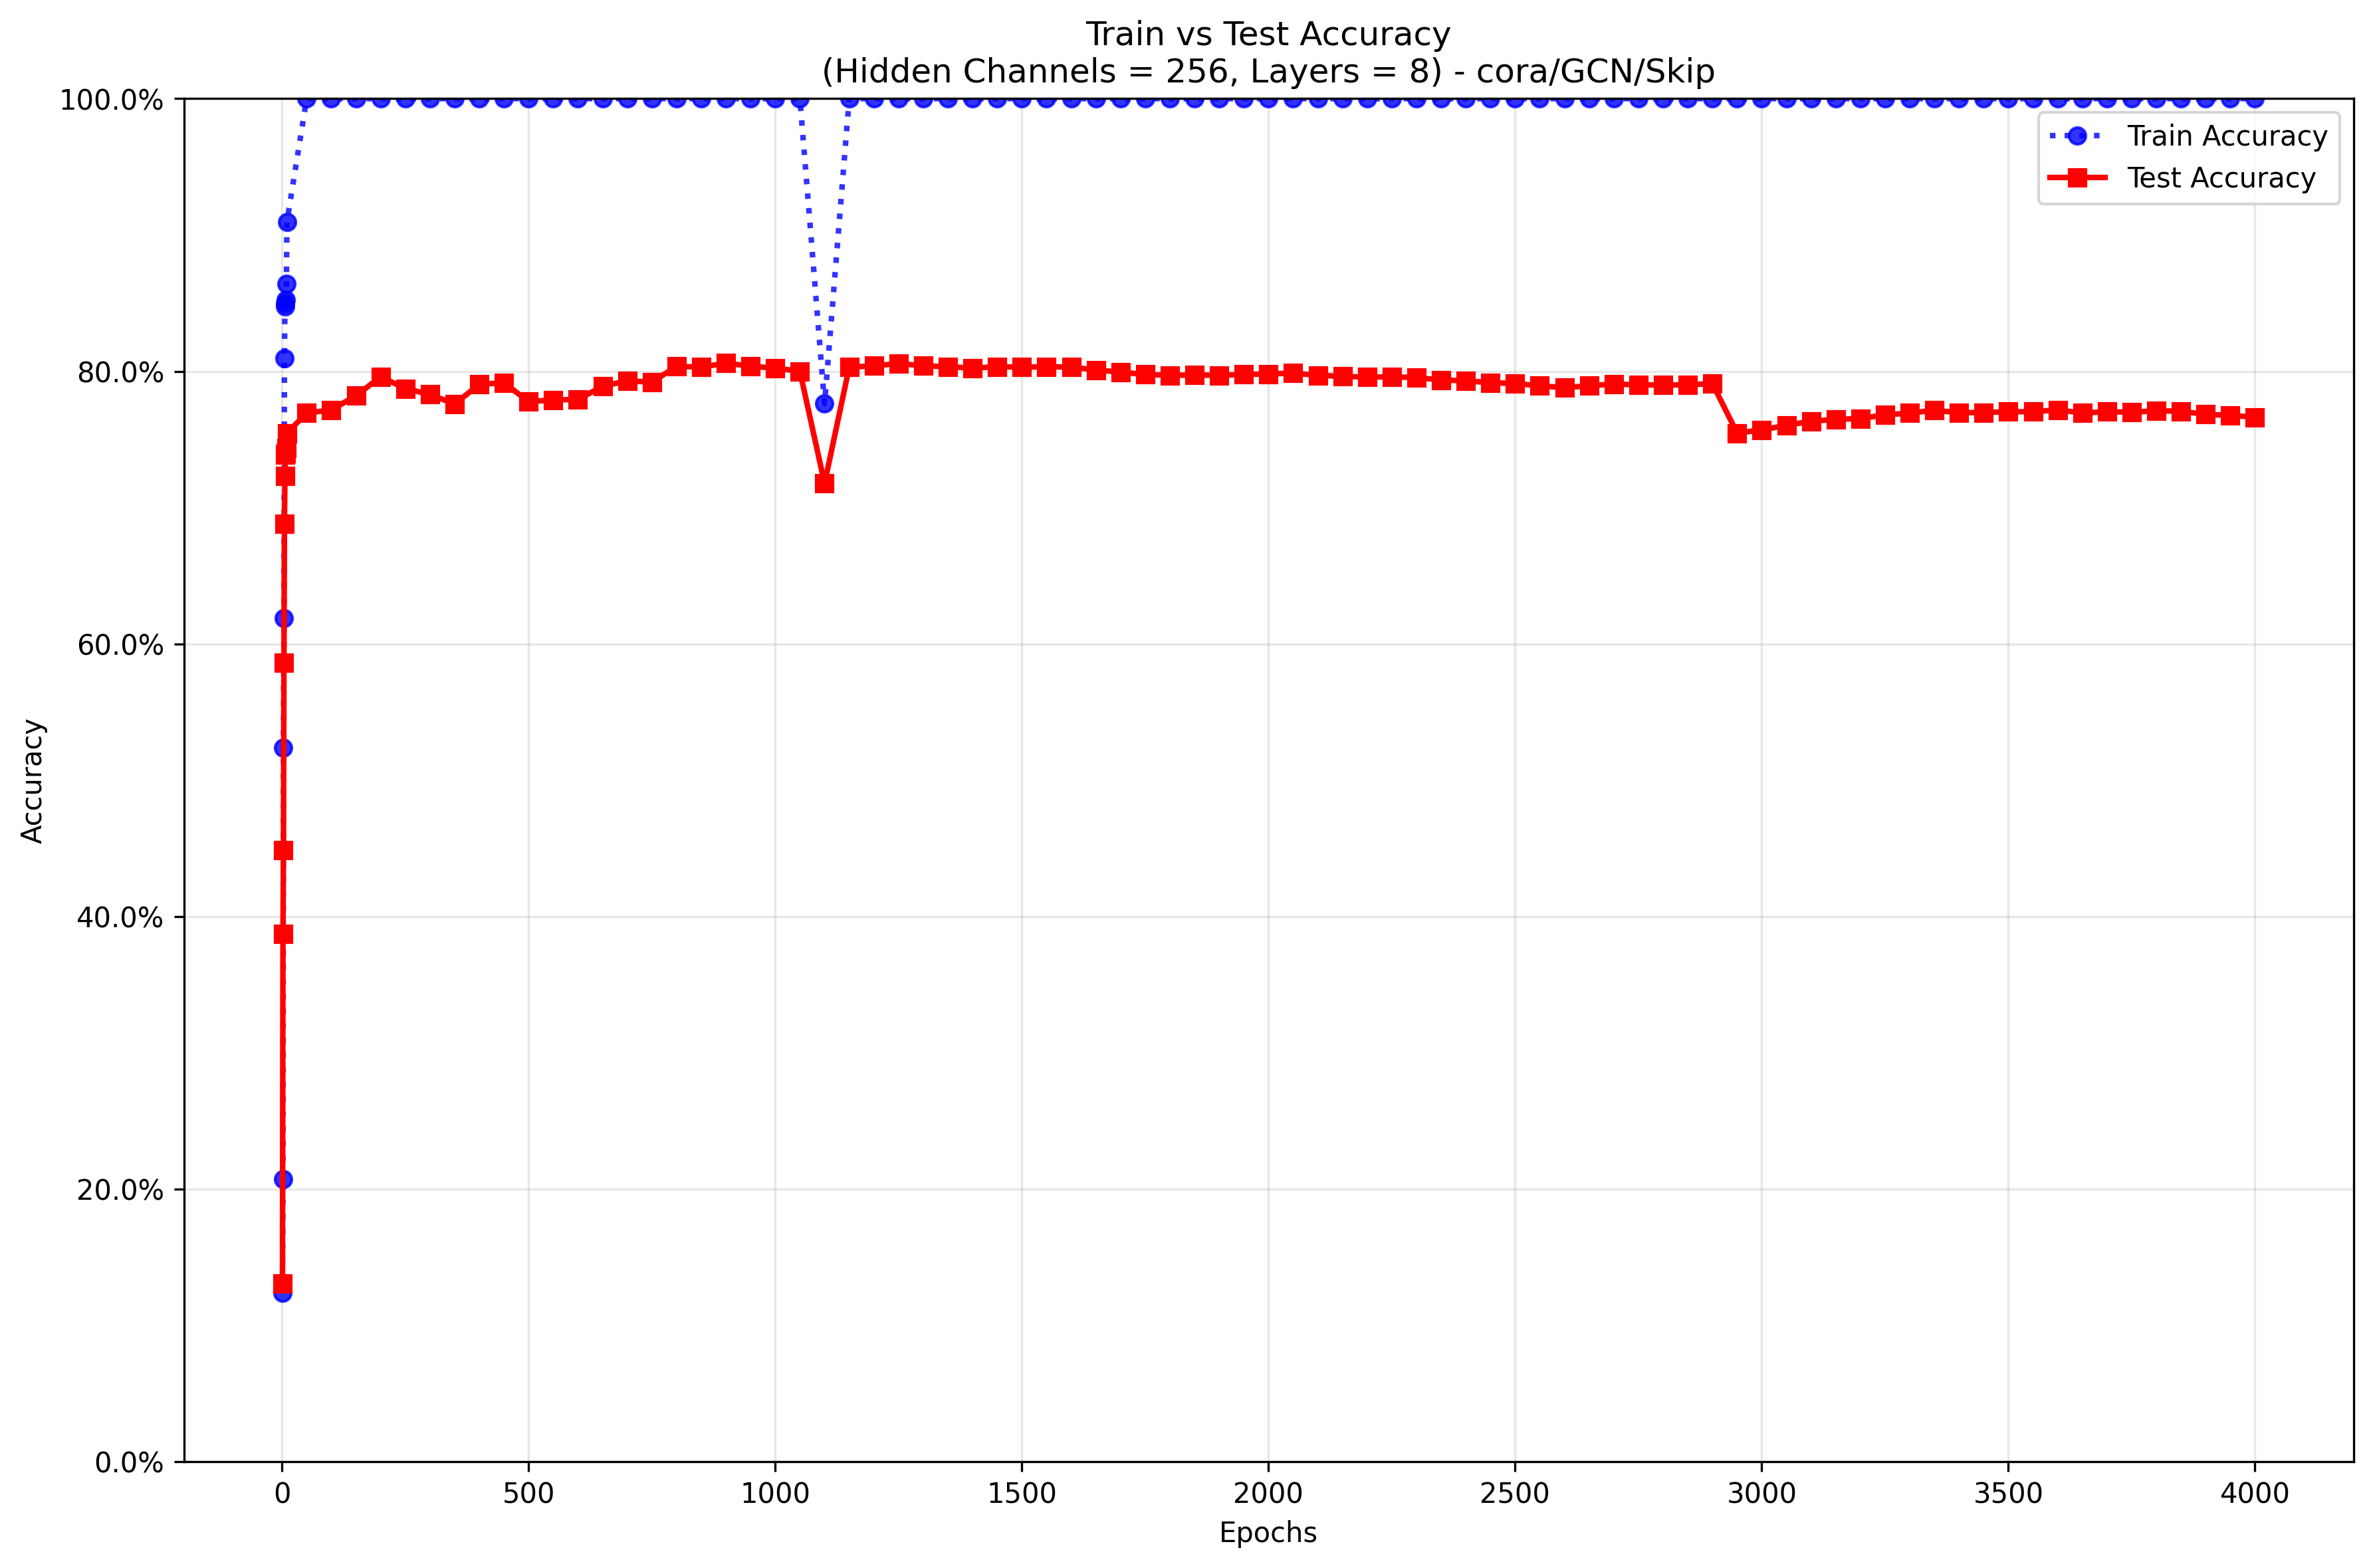 Train vs Test Accuracy
(Hidden Channels = 256, Layers = 8) - cora/GCN/Skip
100.0%
80.0%
60.0%
40.0%
20.0%
0.0%
Accuracy
Train Accuracy
Test Accuracy
0
500
1000
1500
2000
2500
3000
3500
4000
Epochs